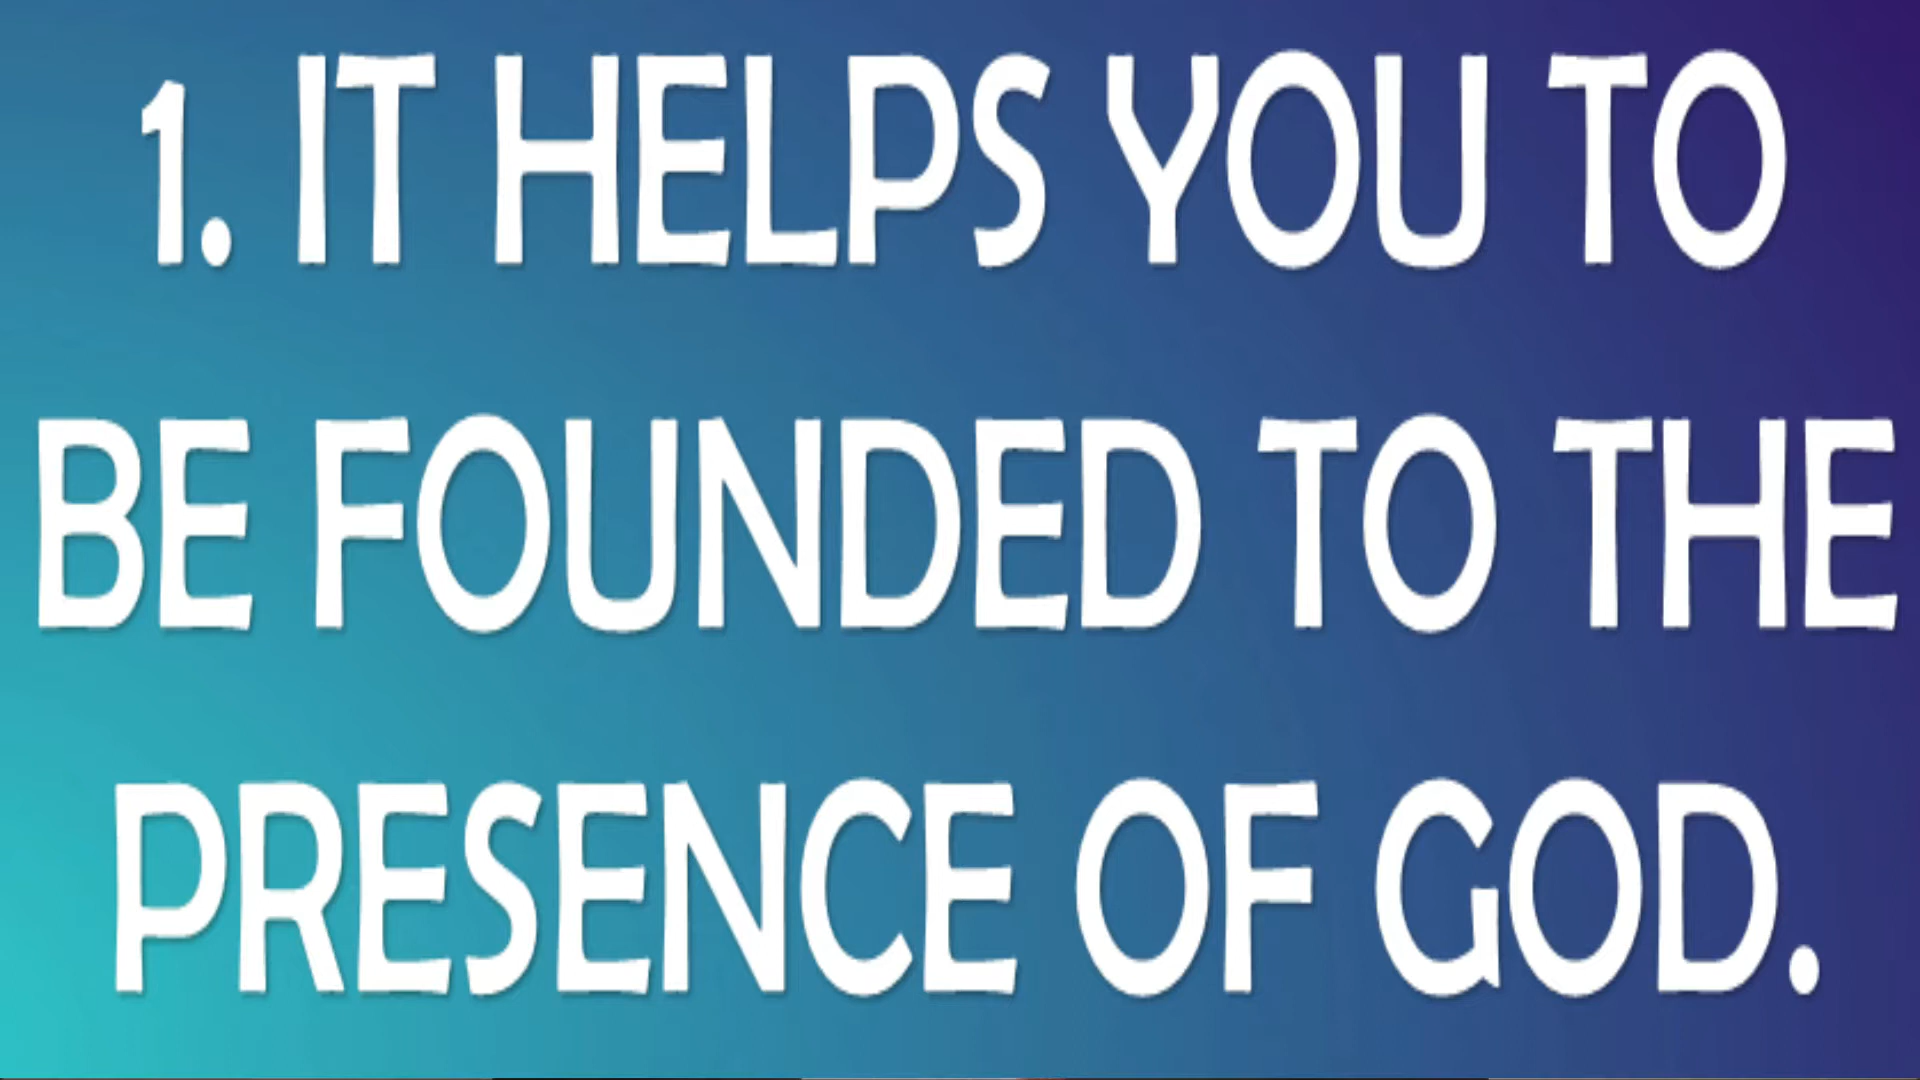 1. IT HELPS YOU TO
BE FOUNDED TO THE
PRESENCE OF GOD.